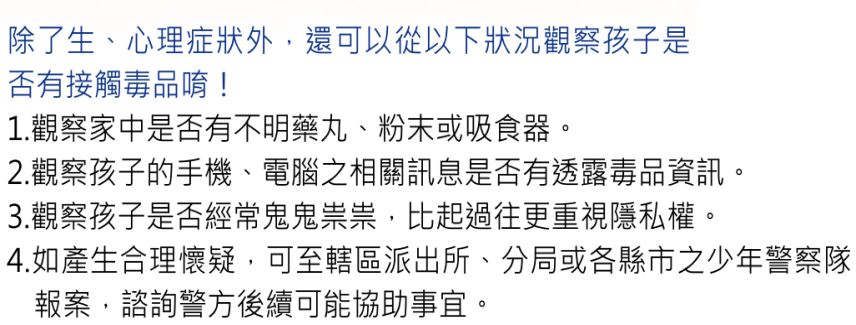 除了生、心理症狀外，還可以從以下狀況觀察孩子是
否有接觸毒品唷！
1.觀察家中是否有不明藥丸、粉末或吸食器。
2.觀察孩子的手機、電腦之相關訊息是否有透露毒品資訊。
3.觀察孩子是否經常鬼鬼祟祟，比起過往更重視隱私權。
4.如產生合理懷疑，可至轄區派出所、分局或各縣市之少年警察隊
報案，諮詢警方後續可能協助事宜。